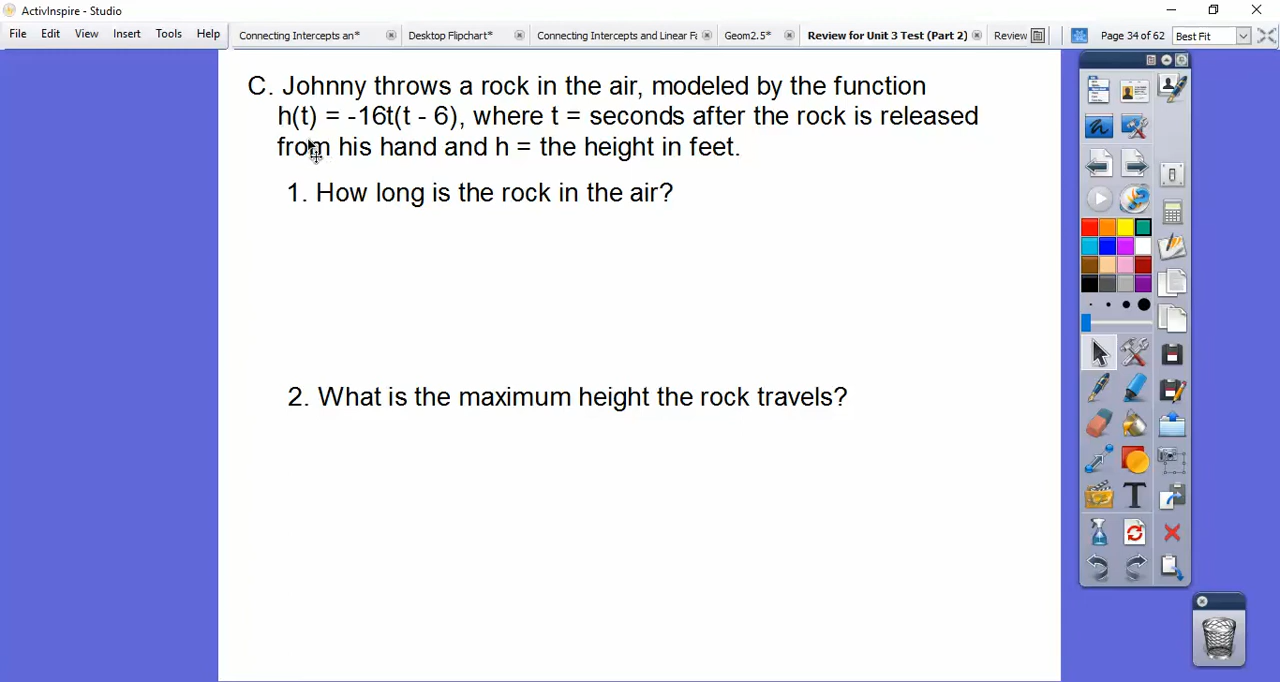 ActivInspire - Studio
File Edit View Insert Tools Help Connecting Intercepts an* Desktop Flipchart* Connecting Intercepts and Linear Fa Geom2.5* Review for Unit 3 Test (Part 2) Review Page 34 of 62 Best Fit
C. Johnny throws a rock in the air, modeled by the function
h(t) = -16t(t - 6), where t = seconds after the rock is released
from his hand and h = the height in feet.
1. How long is the rock in the air?
2. What is the maximum height the rock travels?